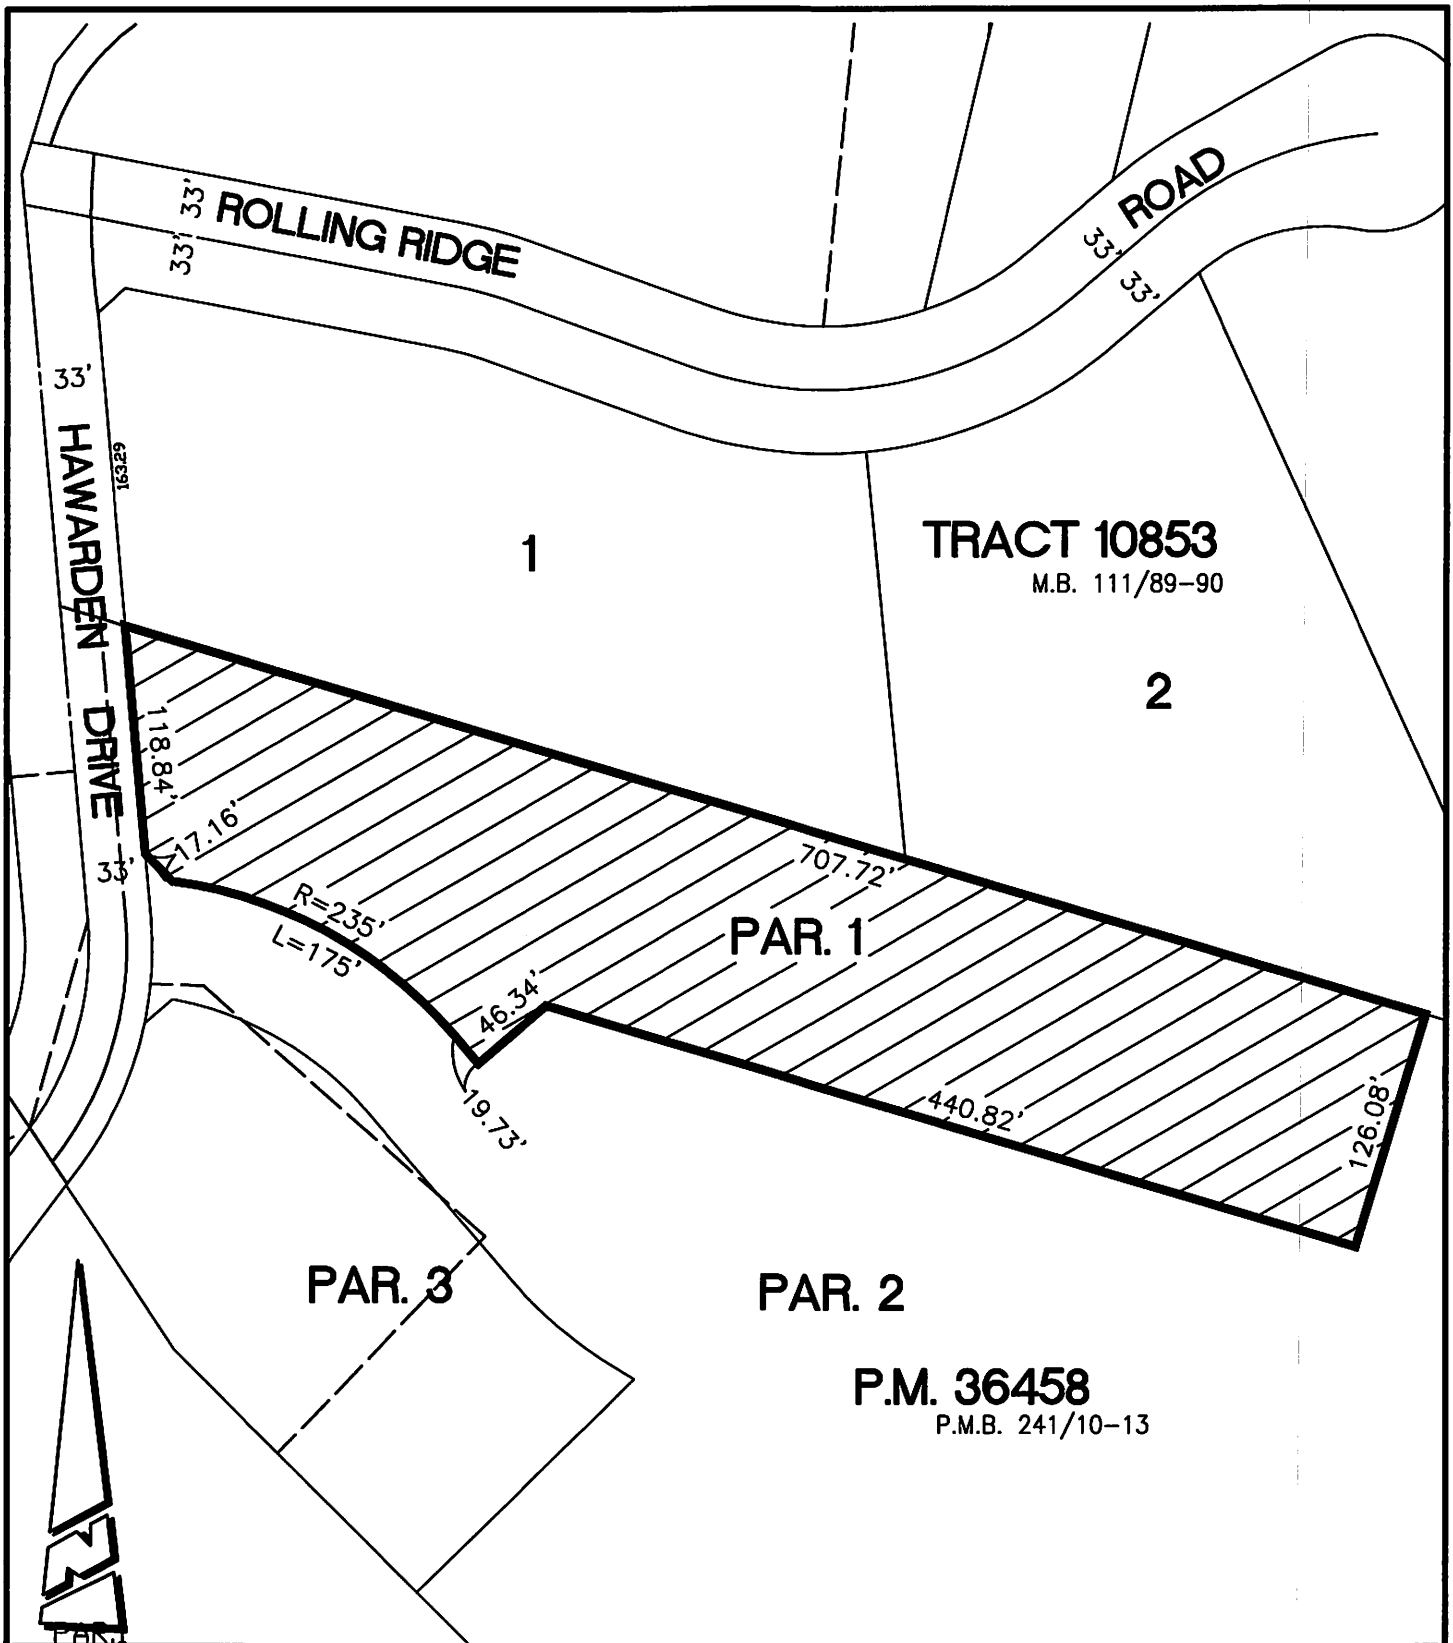 33'
33'
ROLLING RIDGE
ROAD
33'
33'
33'
HAWARDEN DRIVE
163.29
1
TRACT 10853
M.B. 111/89-90
2
118.84'
17.16'
33'
707.72'
R=235'
L=175'
PAR. 1
46.34'
19.73'
440.82'
126.08'
PAR. 3
PAR. 2
P.M. 36458
P.M.B. 241/10-13
N